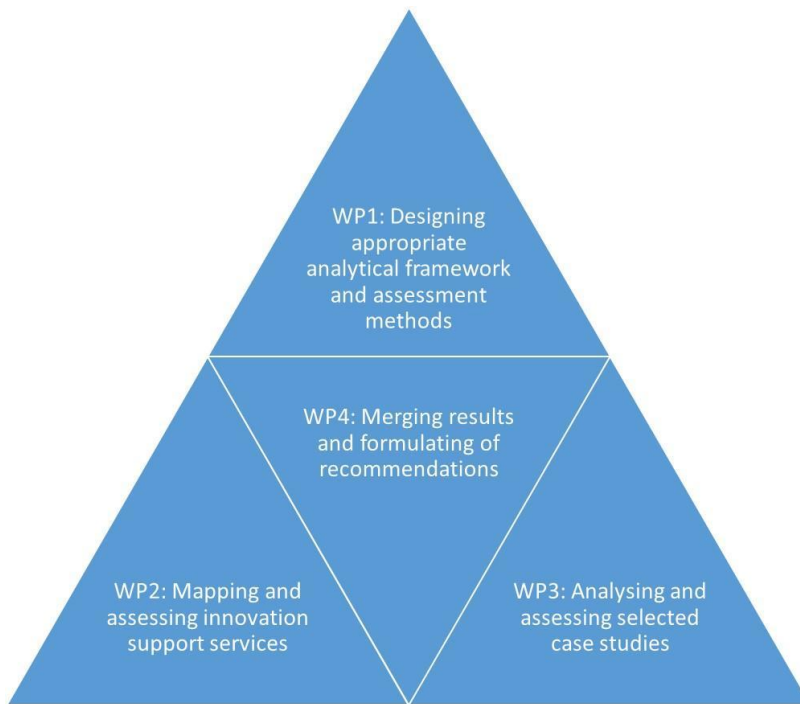 WP1: Designing
appropriate
analytical framework
and assessment
methods
WP4: Merging results
and formulating of
recommendations
WP2: Mapping and
assessing innovation
support services
WP3: Analysing and
assessing selected
case studies